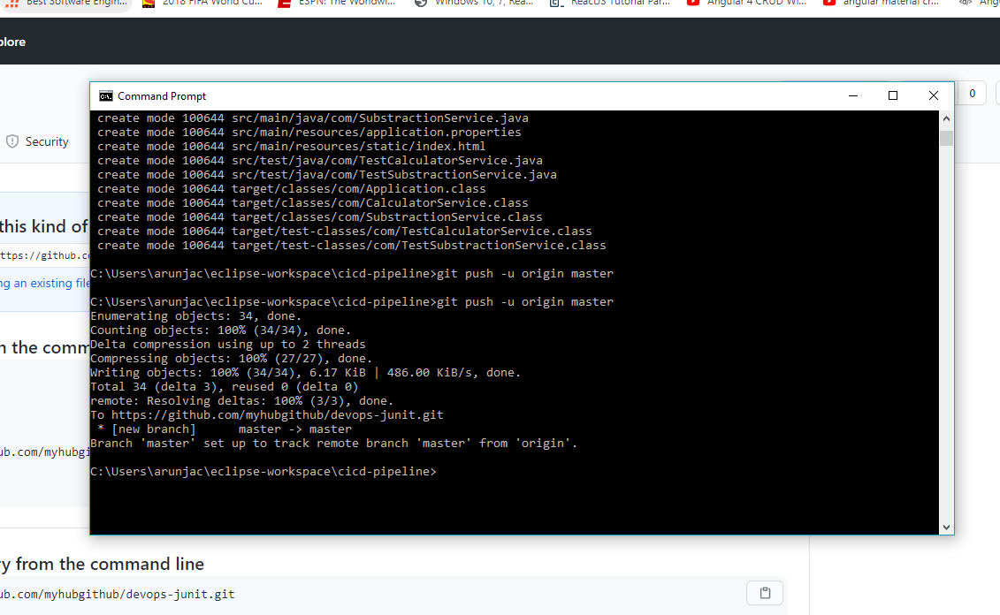 Best Software Engin...
2018 FIFA World Cu...
ESPN: The Worldwi...
Windows 10, 7, Rea...
ReactJS Tutorial Par...
Angular 4 CRUD Wi...
angular material cr...
plore
Command Prompt
0
Security
create mode 100644 src/main/java/com/SubstractionService.java
create mode 100644 src/main/resources/application.properties
create mode 100644 src/main/resources/static/index.html
create mode 100644 src/test/java/com/TestCalculatorService.java
create mode 100644 src/test/java/com/TestSubstractionService.java
create mode 100644 target/classes/com/Application.class
create mode 100644 target/classes/com/CalculatorService.class
create mode 100644 target/classes/com/SubstractionService.class
create mode 100644 target/test-classes/com/TestCalculatorService.class
create mode 100644 target/test-classes/com/TestSubstractionService.class
C:\Users\arunjac\eclipse-workspace\cicd-pipeline>git push -u origin master
C:\Users\arunjac\eclipse-workspace\cicd-pipeline>git push -u origin master
Enumerating objects: 34, done.
Counting objects: 100% (34/34), done.
Delta compression using up to 2 threads
Compressing objects: 100% (27/27), done.
Writing objects: 100% (34/34), 6.17 KiB | 486.00 KiB/s, done.
Total 34 (delta 3), reused 0 (delta 0)
remote: Resolving deltas: 100% (3/3), done.
To https://github.com/myhubgithub/devops-junit.git
* [new branch]      master -> master
Branch 'master' set up to track remote branch 'master' from 'origin'.
C:\Users\arunjac\eclipse-workspace\cicd-pipeline>
this kind of
ttps://github.c
ng an existing file
n the comm
ub.com/myhubgi
ry from the command line
ub.com/myhubgithub/devops-junit.git